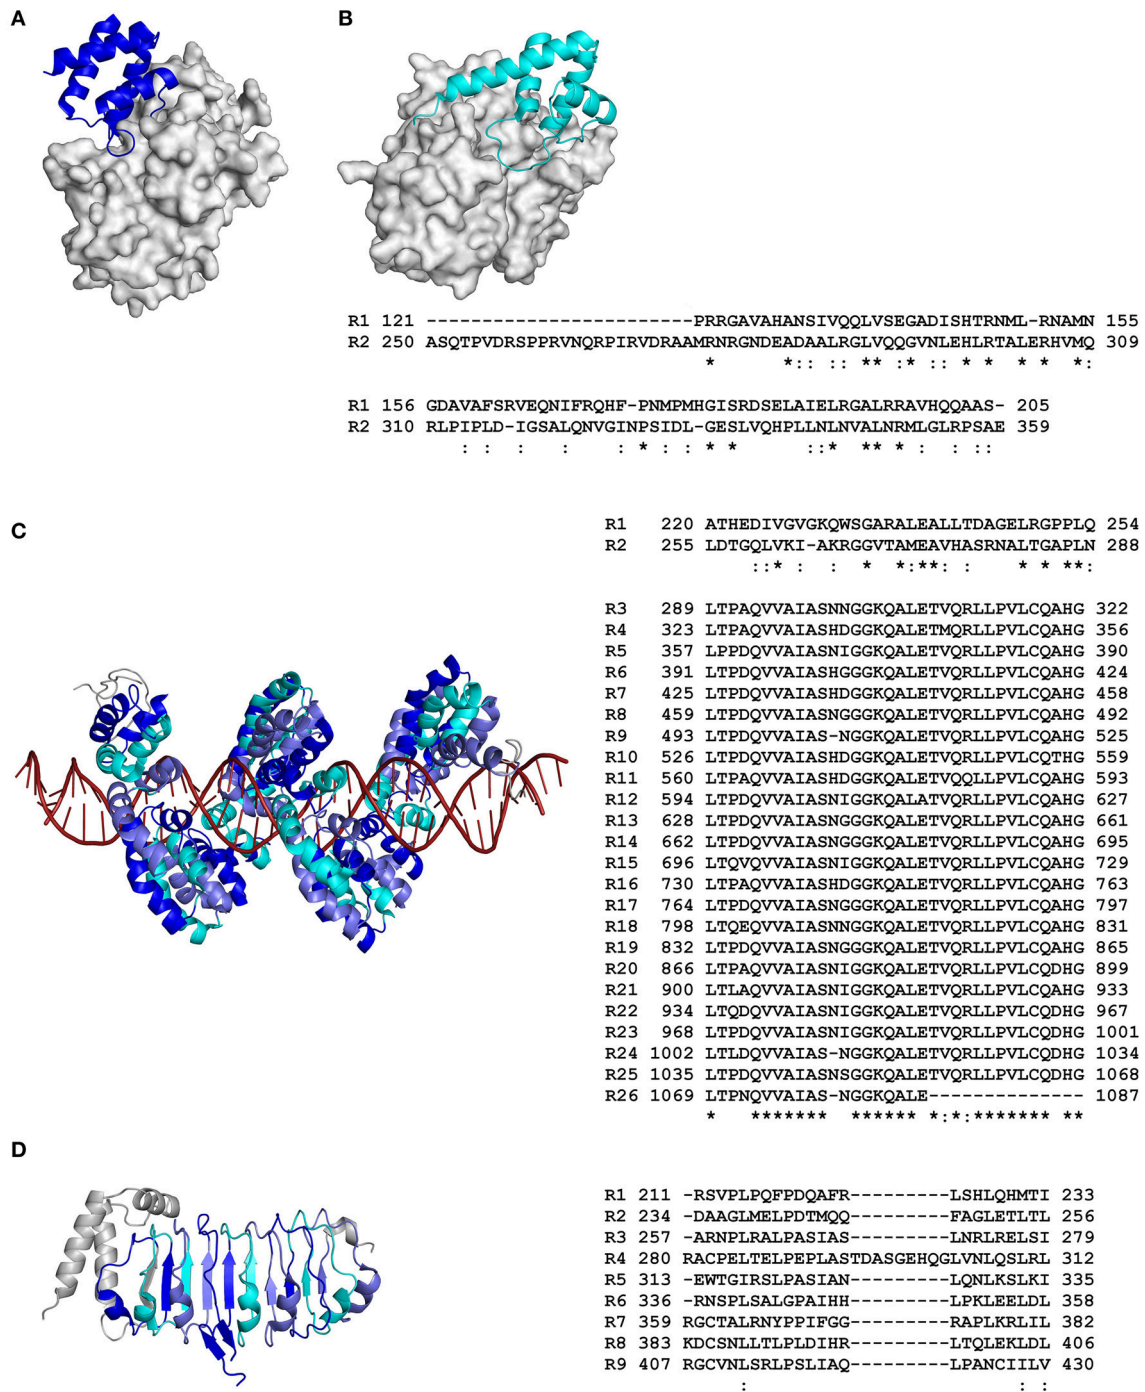 A
B
R1 121 -----------------------PRRGAVAHANSIVQQLVSEGADISHTRNML-RNAMN 155
R2 250 ASQTPVDRSPPRVNQRPIRVDRAAMRNRGNDEADAALRGLVQQGVNLEHLRTALERHVMQ 309
* *:: :: ** :* :: * * * * *:
R1 156 GDAVAFSRVEQNIFRQHF-PNMPMHGISRDSELAIELRGALRRAVHQQAAS- 205
R2 310 RLPIPLD-IGSALQNVGINPSIDL-GESLVQHPLLNLNVALNRMLGLRPSAE 359
: : : : * : : * * ::* ** * : : :
C
R1 220 ATHEDIVGVGKQWSGARALEALLTDAGELRGPPLQ 254
R2 255 LDTGQLVKI-AKRGGVTAMEAVHASRNALTGAPLN 288
::* : : * *:** : : * * **:
R3 289 LTPAQVVAIASNNGGKQALETVQRLLPVLCQAHG 322
R4 323 LTPAQVVAIASHDGGKQALETMQRLLPVLCQAHG 356
R5 357 LPPDQVVAIASNIGGKQALETVQRLLPVLCQAHG 390
R6 391 LTPDQVVAIASHGGGKQALETVQRLLPVLCQAHG 424
R7 425 LTPDQVVAIASHDGGKQALETVQRLLPVLCQAHG 458
R8 459 LTPDQVVAIASNGGGKQALETVQRLLPVLCQAHG 492
R9 493 LTPDQVVAIAS-NGGKQALETVQRLLPVLCQAHG 525
R10 526 LTPDQVVAIASHDGGKQALETVQRLLPVLCQTHG 559
R11 560 LTPAQVVAIASHDGGKQALETVQQLLPVLCQAHG 593
R12 594 LTPDQVVAIASNIGGKQALATVQRLLPVLCQAHG 627
R13 628 LTPDQVVAIASNGGGKQALETVQRLLPVLCQAHG 661
R14 662 LTPDQVVAIASNGGGKQALETVQRLLPVLCQAHG 695
R15 696 LTQVQVVAIASNIGGKQALETVQRLLPVLCQAHG 729
R16 730 LTPAQVVAIASHDGGKQALETVQRLLPVLCQAHG 763
R17 764 LTPDQVVAIASNGGGKQALETVQRLLPVLCQAHG 797
R18 798 LTQEQVVAIASNNGGKQALETVQRLLPVLCQAHG 831
R19 832 LTPDQVVAIASNGGGKQALETVQRLLPVLCQAHG 865
R20 866 LTPAQVVAIASNIGGKQALETVQRLLPVLCQDHG 899
R21 900 LTLAQVVAIASNIGGKQALETVQRLLPVLCQAHG 933
R22 934 LTQDQVVAIASNIGGKQALETVQRLLPVLCQDHG 967
R23 968 LTPDQVVAIASNIGGKQALETVQRLLPVLCQDHG 1001
R24 1002 LTLDQVVAIAS-NGGKQALETVQRLLPVLCQDHG 1034
R25 1035 LTPDQVVAIASNSGGKQALETVQRLLPVLCQDHG 1068
R26 1069 LTPNQVVAIAS-NGGKQALE-------------- 1087
* ******* ****** *:*:******* **
D
R1 211 -RSVPLPQFPDQAFR---------LSHLQHMTI 233
R2 234 -DAAGLMELPDTMQQ---------FAGLETLTL 256
R3 257 -ARNPLRALPASIAS---------LNRLRELSI 279
R4 280 RACPELTELPEPLASTDASGEHQGLVNLQSLRL 312
R5 313 -EWTGIRSLPASIAN---------LQNLKSLKI 335
R6 336 -RNSPLSALGPAIHH---------LPKLEELDL 358
R7 359 RGCTALRNYPPIFGG---------RAPLKRLIL 382
R8 383 KDCSNLLTLPLDIHR---------LTQLEKLDL 406
R9 407 RGCVNLSRLPSLIAQ---------LPANCIILV 430
: : :